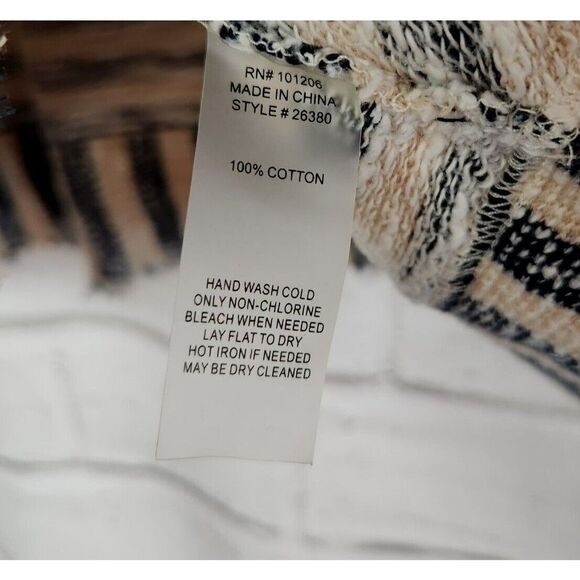 RN# 101206
MADE IN CHINA
STYLE # 26380
100% COTTON
HAND WASH COLD
ONLY NON-CHLORINE
BLEACH WHEN NEEDED
LAY FLAT TO DRY
HOT IRON IF NEEDED
MAY BE DRY CLEANED